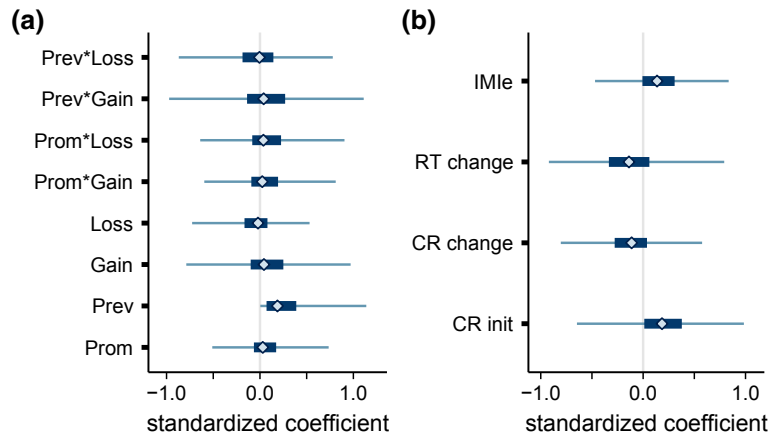 (a)
Prev*Loss
Prev*Gain
Prom*Loss
Prom*Gain
Loss
Gain
Prev
Prom
−1.0 0.0 1.0
standardized coefficient
(b)
IMIe
RT change
CR change
CR init
−1.0 0.0 1.0
standardized coefficient